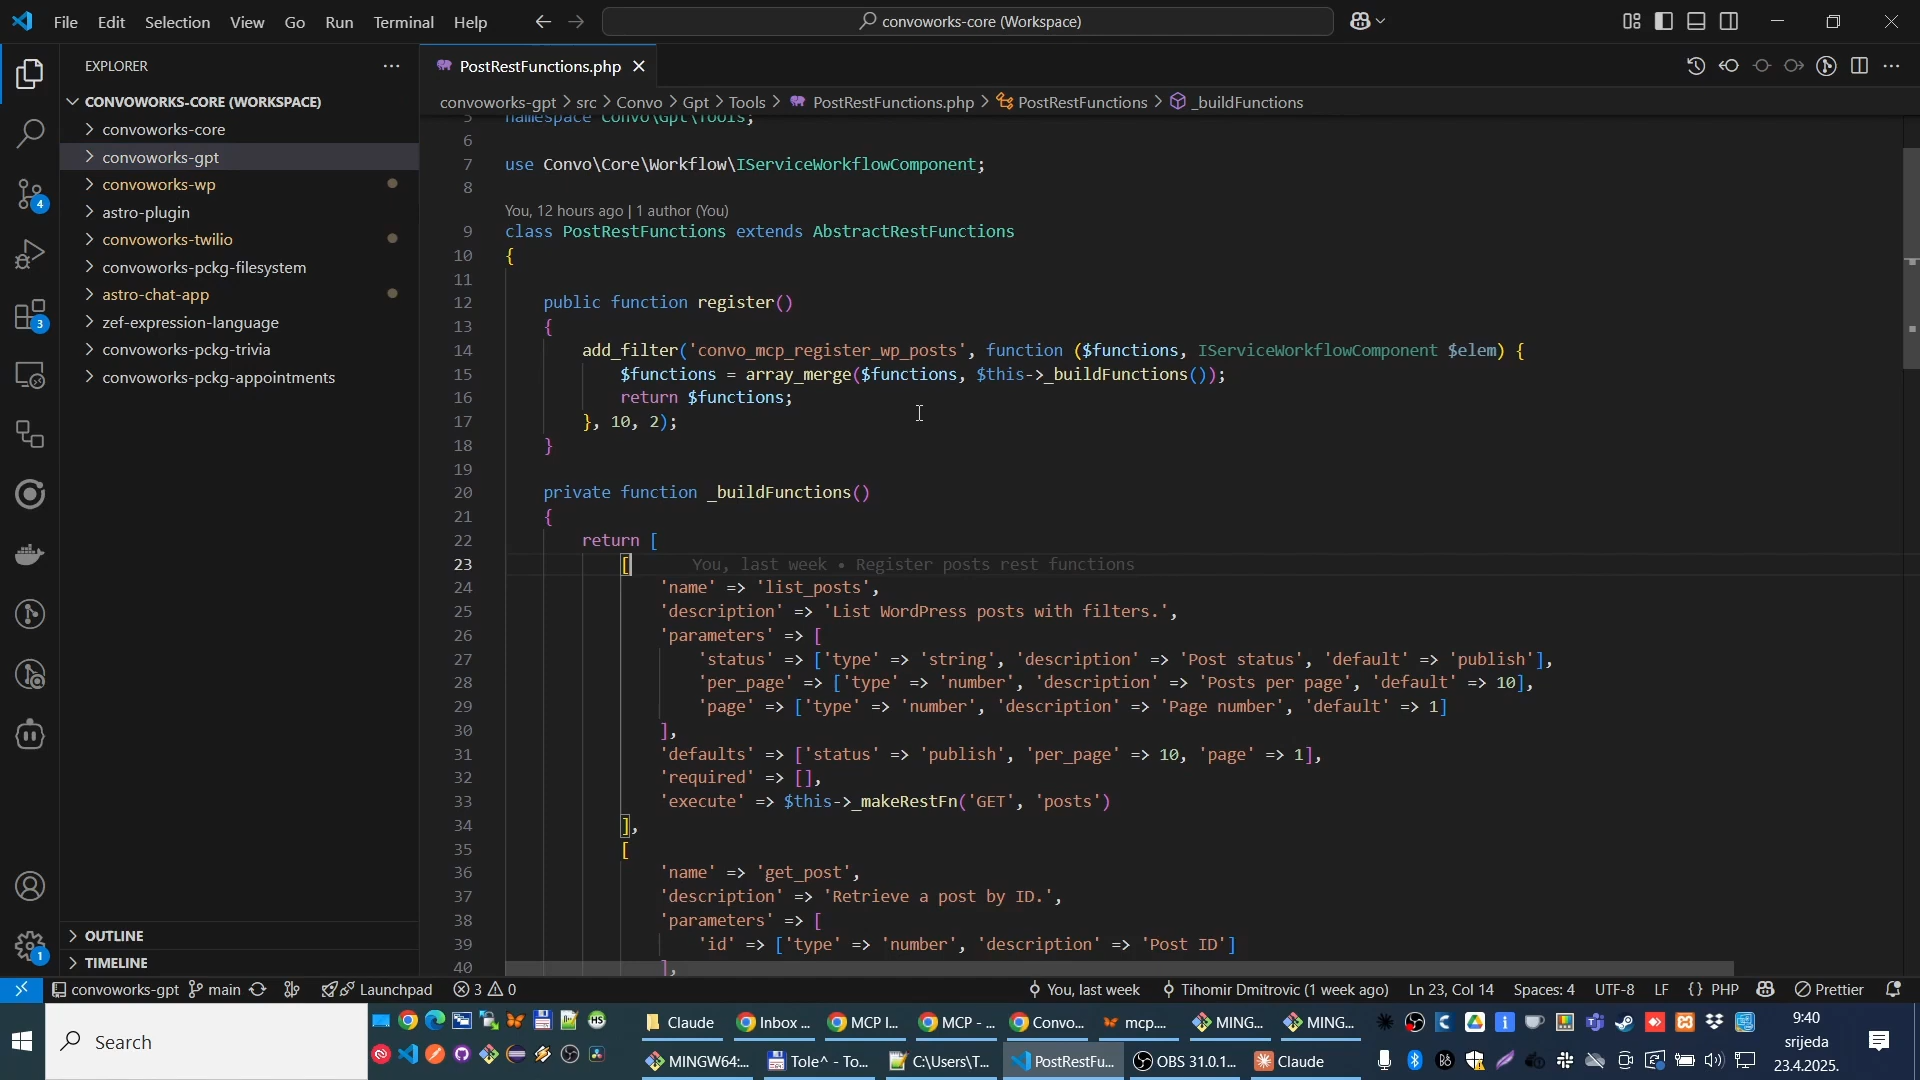 File Edit Selection View Go Run Terminal Help
convoworks-core (Workspace)
EXPLORER
CONVOWORKS-CORE (WORKSPACE)
convoworks-core
convoworks-gpt
convoworks-wp
astro-plugin
convoworks-twilio
convoworks-pckg-filesystem
astro-chat-app
zef-expression-language
convoworks-pckg-trivia
convoworks-pckg-appointments
OUTLINE
TIMELINE
4
3
1
PostRestFunctions.php
convoworks-gpt > src > Convo > Gpt > Tools > PostRestFunctions.php > PostRestFunctions > _buildFunctions
5 namespace Convo\Gpt\Tools;
6
7 use Convo\Core\Workflow\IServiceWorkflowComponent;
8
You, 12 hours ago | 1 author (You)
9 class PostRestFunctions extends AbstractRestFunctions
10 {
11
12 public function register()
13 {
14 add_filter('convo_mcp_register_wp_posts', function ($functions, IServiceWorkflowComponent $elem) {
15 $functions = array_merge($functions, $this->_buildFunctions());
16 return $functions;
17 }, 10, 2);
18 }
19
20 private function _buildFunctions()
21 {
22 return [
23 [ You, last week • Register posts rest functions
24 'name' => 'list_posts',
25 'description' => 'List WordPress posts with filters.',
26 'parameters' => [
27 'status' => ['type' => 'string', 'description' => 'Post status', 'default' => 'publish'],
28 'per_page' => ['type' => 'number', 'description' => 'Posts per page', 'default' => 10],
29 'page' => ['type' => 'number', 'description' => 'Page number', 'default' => 1]
30 ],
31 'defaults' => ['status' => 'publish', 'per_page' => 10, 'page' => 1],
32 'required' => [],
33 'execute' => $this->_makeRestFn('GET', 'posts')
34 ],
35 [
36 'name' => 'get_post',
37 'description' => 'Retrieve a post by ID.',
38 'parameters' => [
39 'id' => ['type' => 'number', 'description' => 'Post ID']
40 ],
convoworks-gpt main Launchpad 3 0 You, last week Tihomir Dmitrovic (1 week ago) Ln 23, Col 14 Spaces: 4 UTF-8 LF {} PHP Prettier
Search
Claude Inbox ... MCP I... MCP - ... Convo... mcp.... MING... MING...
MINGW64:... Tole^ - To... C:\Users\T... PostRestFu... OBS 31.0.1... Claude
9:40
srijeda
23.4.2025.